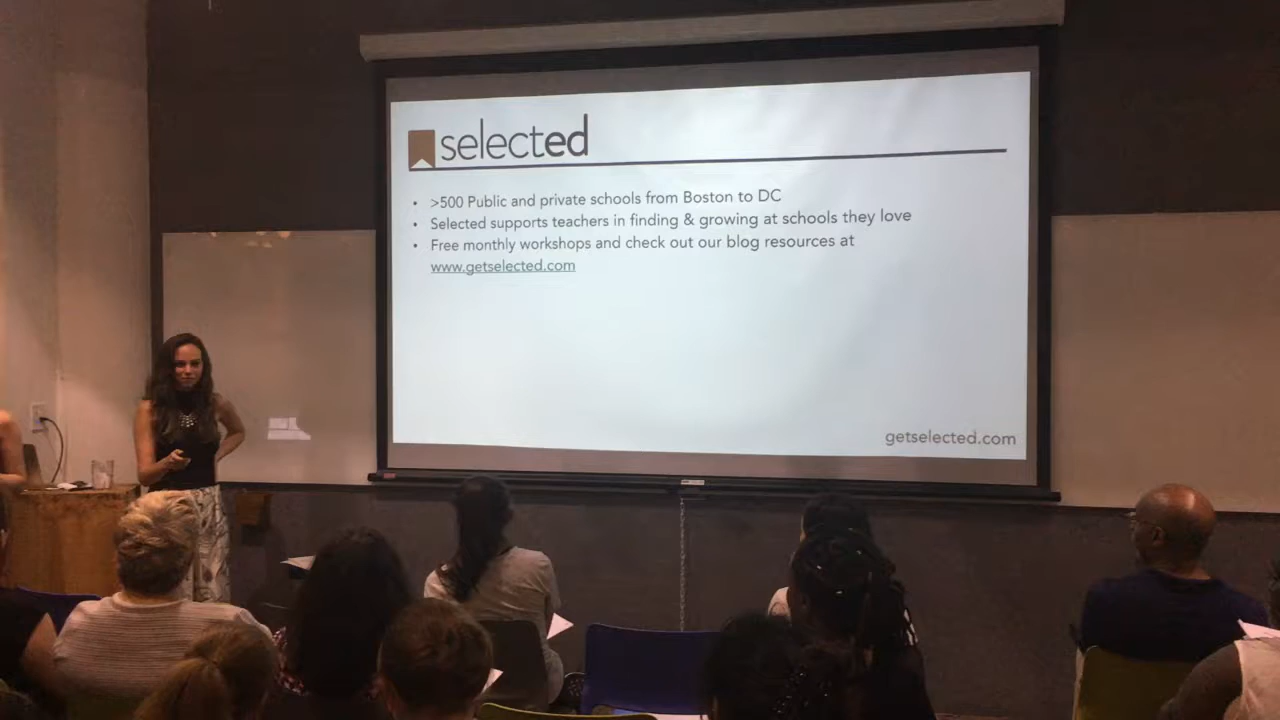 selected
• >500 Public and private schools from Boston to DC
• Selected supports teachers in finding & growing at schools they love
• Free monthly workshops and check out our blog resources at
www.getselected.com
getselected.com